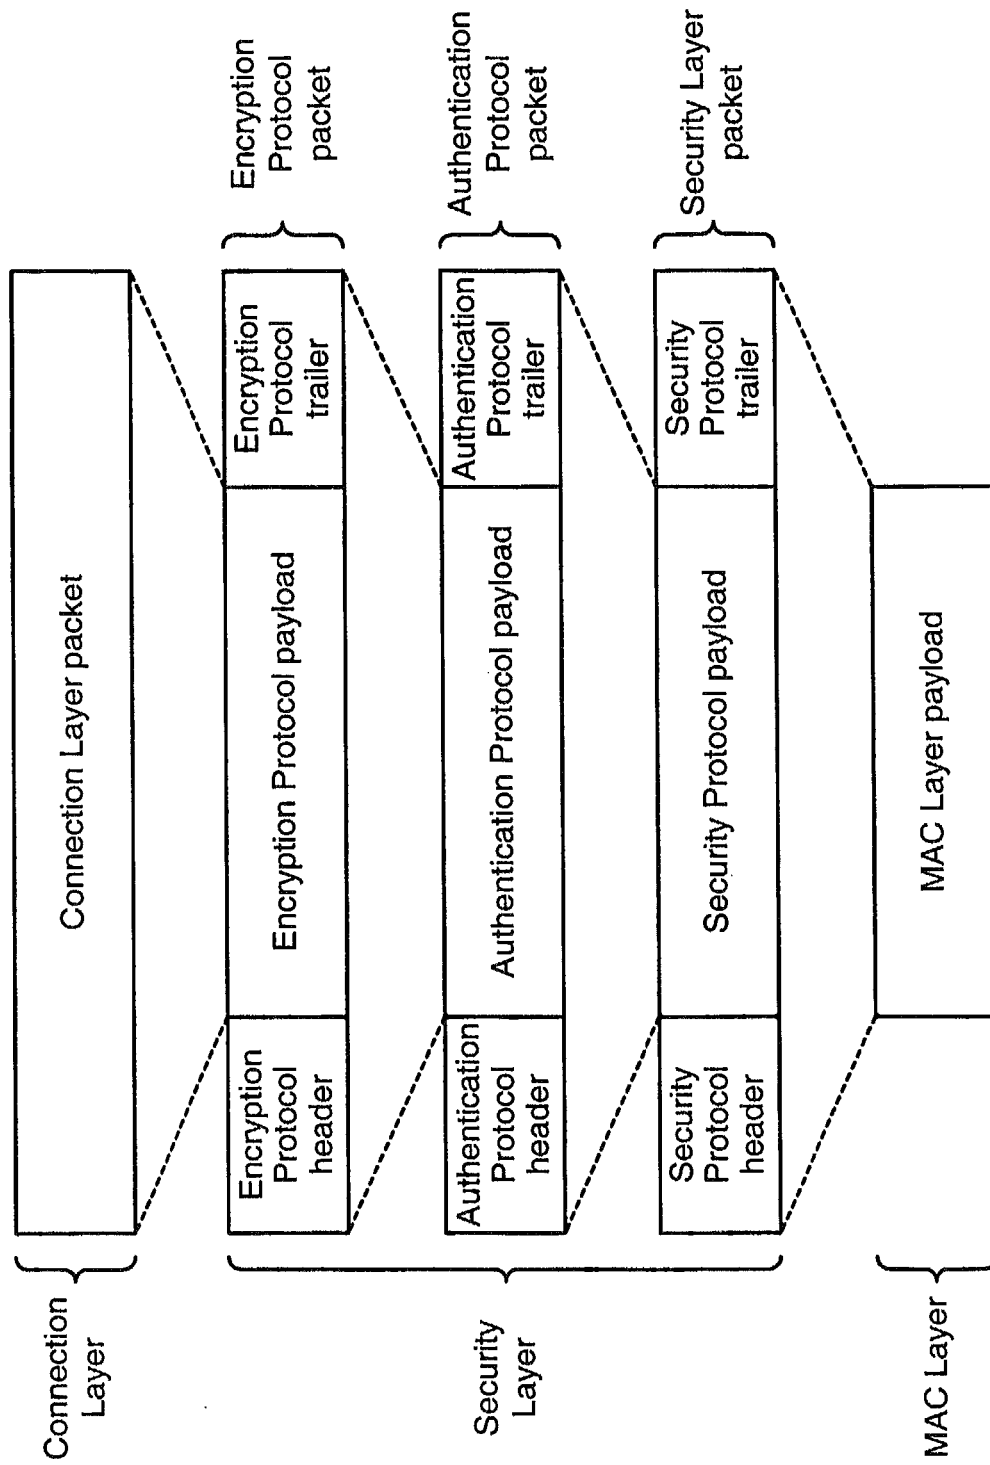 Connection
Layer
Connection Layer packet
Security
Layer
Encryption
Protocol
header
Encryption Protocol payload
Encryption
Protocol
trailer
Encryption
Protocol
packet
Authentication
Protocol
header
Authentication Protocol payload
Authentication
Protocol
trailer
Authentication
Protocol
packet
Security
Protocol
header
Security Protocol payload
Security
Protocol
trailer
Security Layer
packet
MAC Layer
MAC Layer payload